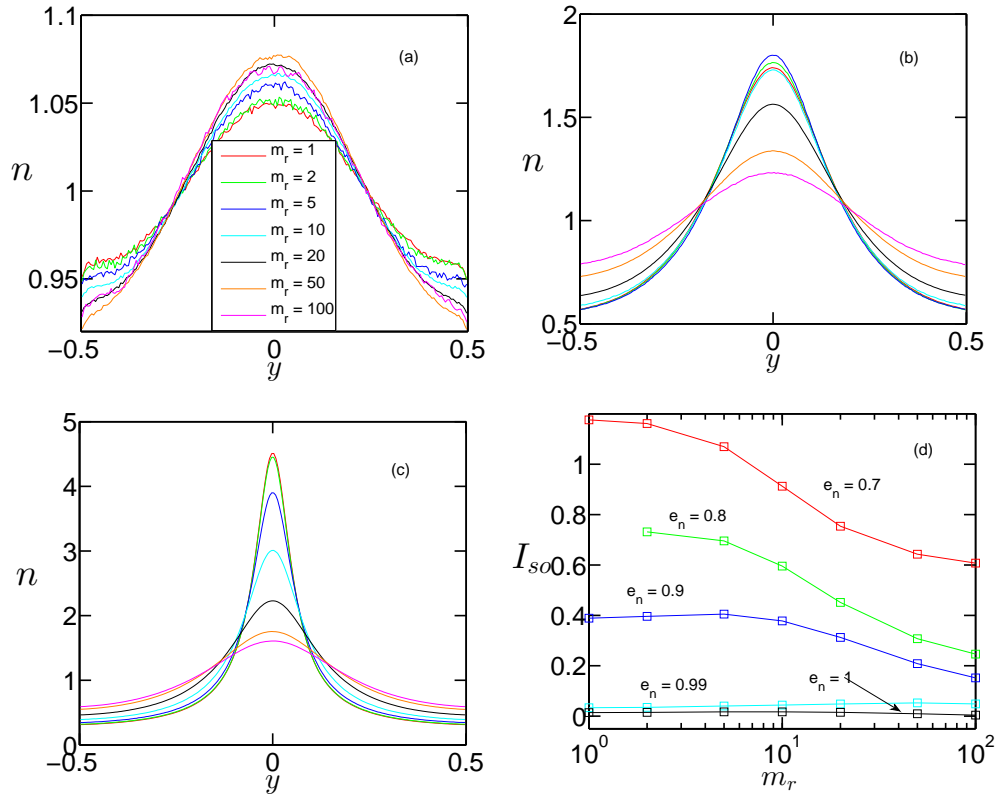 1.1
1.05
1
0.95
n
(a)
m_r = 1
m_r = 2
m_r = 5
m_r = 10
m_r = 20
m_r = 50
m_r = 100
−0.5
0
0.5
y
2
1.5
1
0.5
n
(b)
−0.5
0
0.5
y
5
4
3
2
1
0
n
(c)
−0.5
0
0.5
y
1
0.8
0.6
0.4
0.2
0
I_so
(d)
e_n = 0.7
e_n = 0.8
e_n = 0.9
e_n = 0.99
e_n = 1
10^0
10^1
10^2
m_r